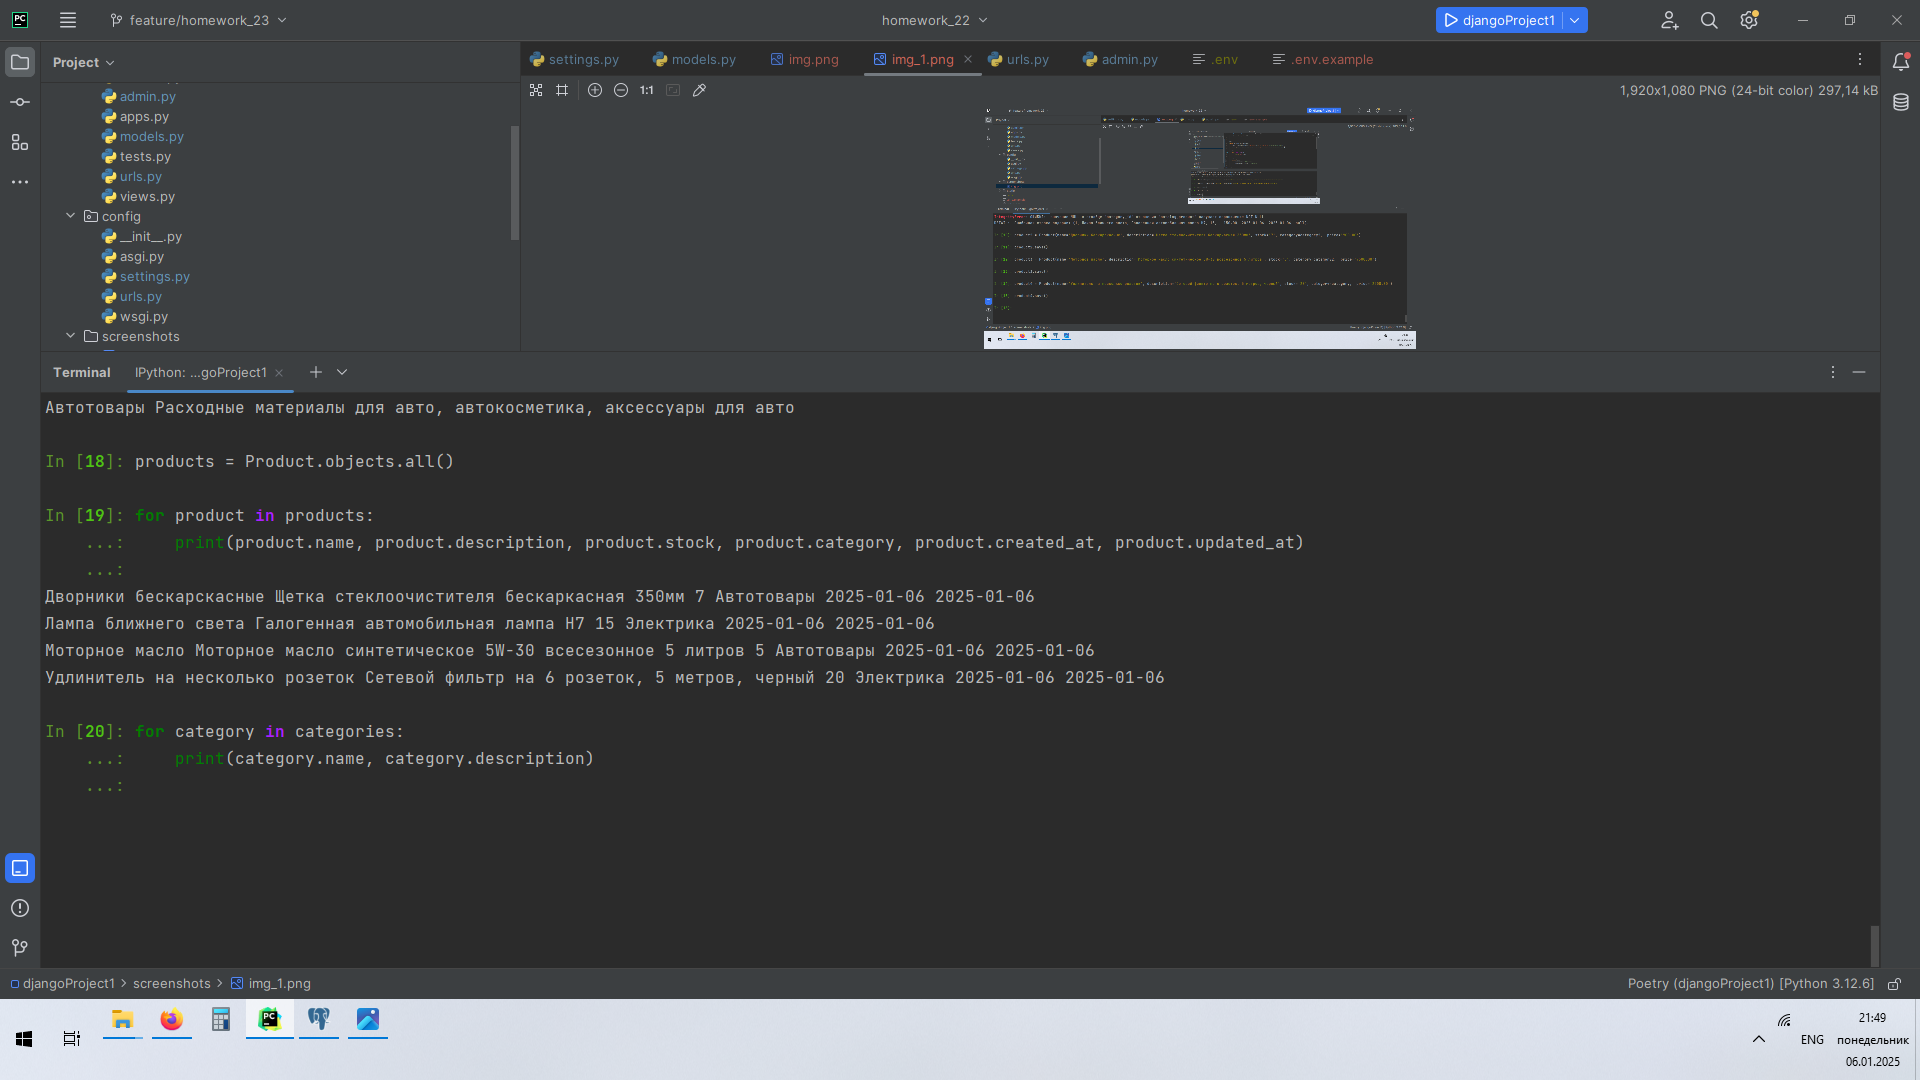 feature/homework_23
homework_22
djangoProject1
Project
settings.py
models.py
img.png
img_1.png
urls.py
admin.py
.env
.env.example
1:1
1,920x1,080 PNG (24-bit color) 297,14 kB
admin.py
apps.py
models.py
tests.py
urls.py
views.py
config
__init__.py
asgi.py
settings.py
urls.py
wsgi.py
screenshots
Terminal
IPython: ...goProject1
Автотовары Расходные материалы для авто, автокосметика, аксессуары для авто
In [18]: products = Product.objects.all()
In [19]: for product in products:
...:     print(product.name, product.description, product.stock, product.category, product.created_at, product.updated_at)
...:
Дворники бескарскасные Щетка стеклоочистителя бескаркасная 350мм 7 Автотовары 2025-01-06 2025-01-06
Лампа ближнего света Галогенная автомобильная лампа H7 15 Электрика 2025-01-06 2025-01-06
Моторное масло Моторное масло синтетическое 5W-30 всесезонное 5 литров 5 Автотовары 2025-01-06 2025-01-06
Удлинитель на несколько розеток Сетевой фильтр на 6 розеток, 5 метров, черный 20 Электрика 2025-01-06 2025-01-06
In [20]: for category in categories:
...:     print(category.name, category.description)
...:
djangoProject1 > screenshots > img_1.png
Poetry (djangoProject1) [Python 3.12.6]
21:49
ENG
понедельник
06.01.2025